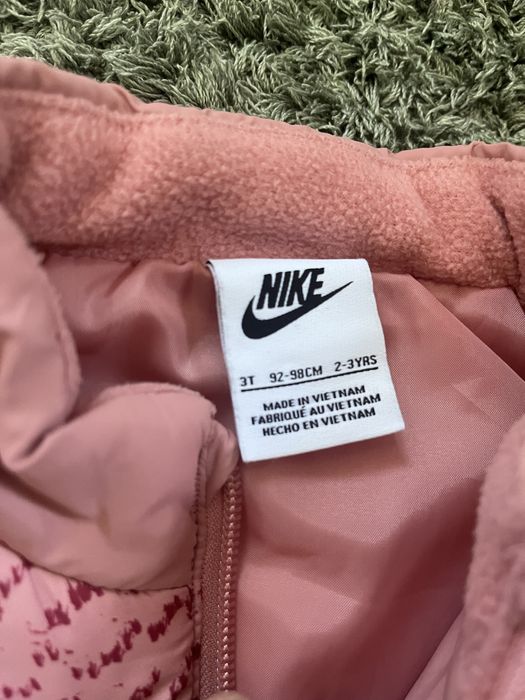 NIKE
3T 92-98CM 2-3YRS
MADE IN VIETNAM
FABRIQUÉ AU VIETNAM
HECHO EN VIETNAM